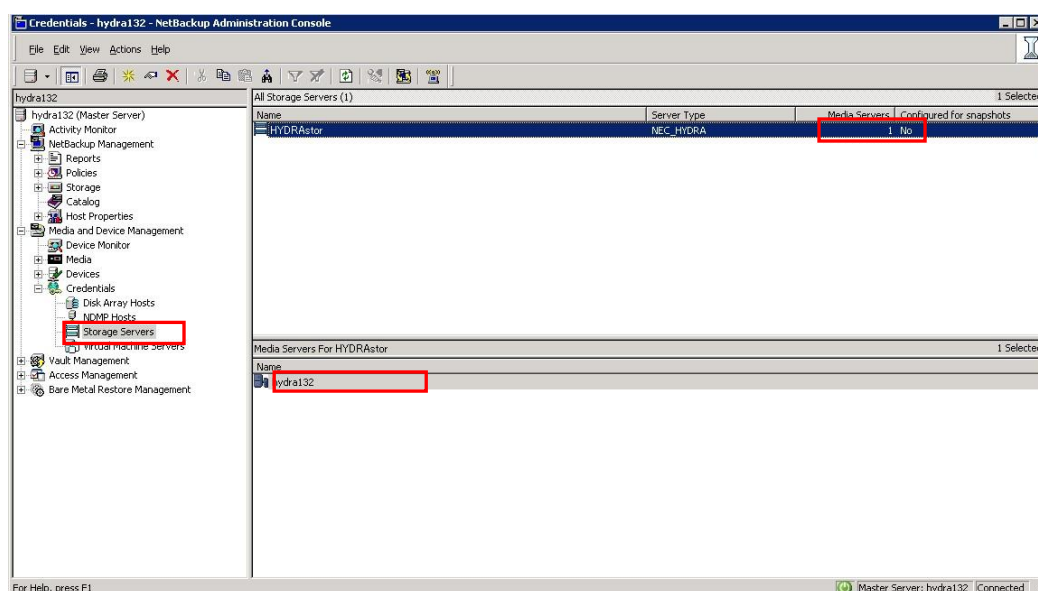 Credentials - hydra132 - NetBackup Administration Console
File Edit View Actions Help
hydra132
All Storage Servers (1)
1 Selected
Name
Server Type
Media Servers
Configured for snapshots
HYDRAstor
NEC_HYDRA
1
No
hydra132 (Master Server)
Activity Monitor
NetBackup Management
Reports
Policies
Storage
Catalog
Host Properties
Media and Device Management
Device Monitor
Media
Devices
Credentials
Disk Array Hosts
NDMP Hosts
Storage Servers
Virtual Machine Servers
Vault Management
Access Management
Bare Metal Restore Management
Media Servers For HYDRAstor
1 Selected
Name
hydra132
For Help, press F1
Master Server: hydra132
Connected